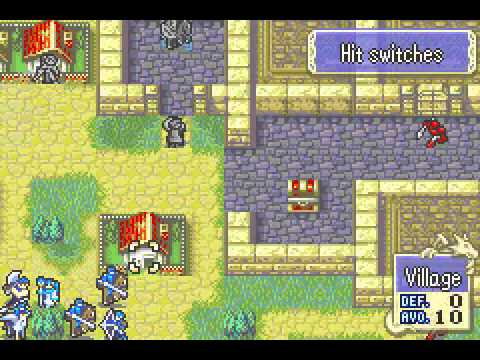 Hit switches
Village
DEF. 0
AVO. 10